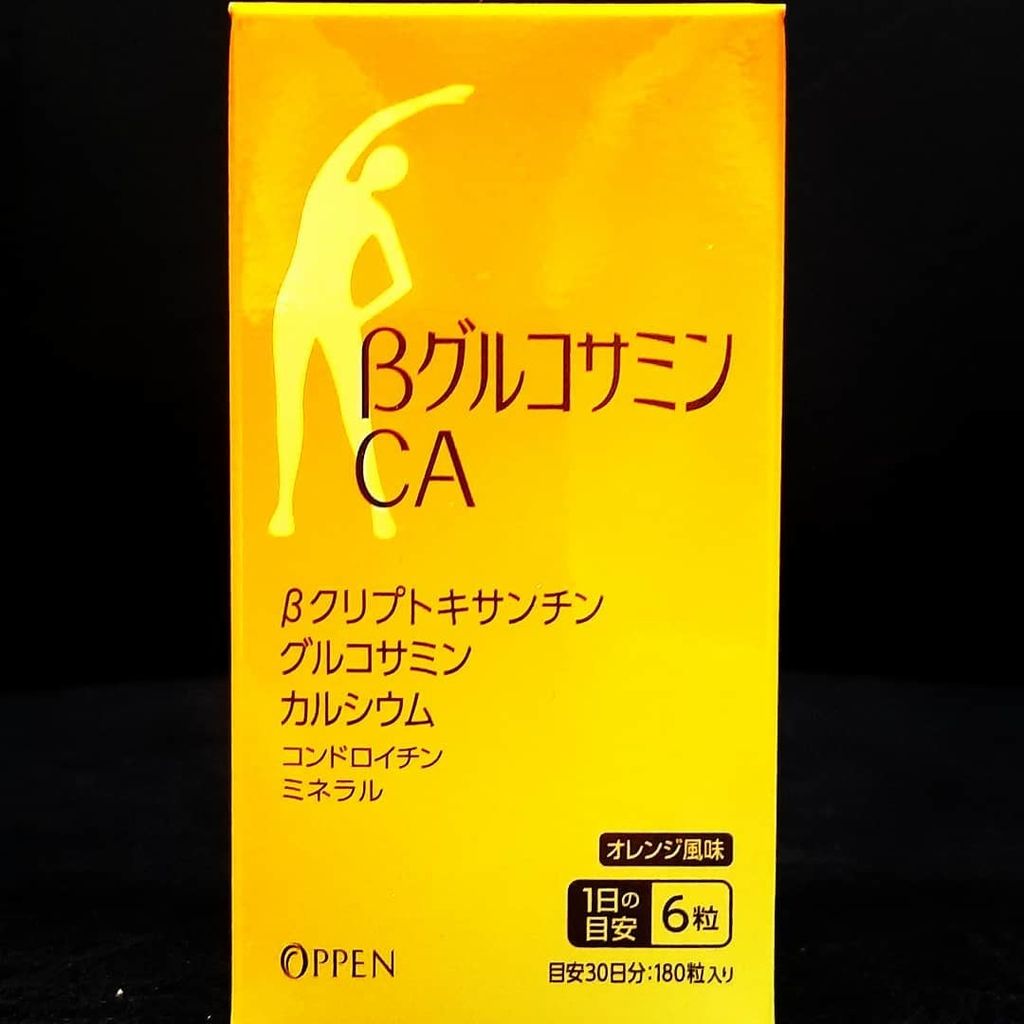 βグルコサミン
CA
βクリプトキサンチン
グルコサミン
カルシウム
コンドロイチン
ミネラル
オレンジ風味
1日の
目安
6粒
OPPEN
目安30日分:180粒入り